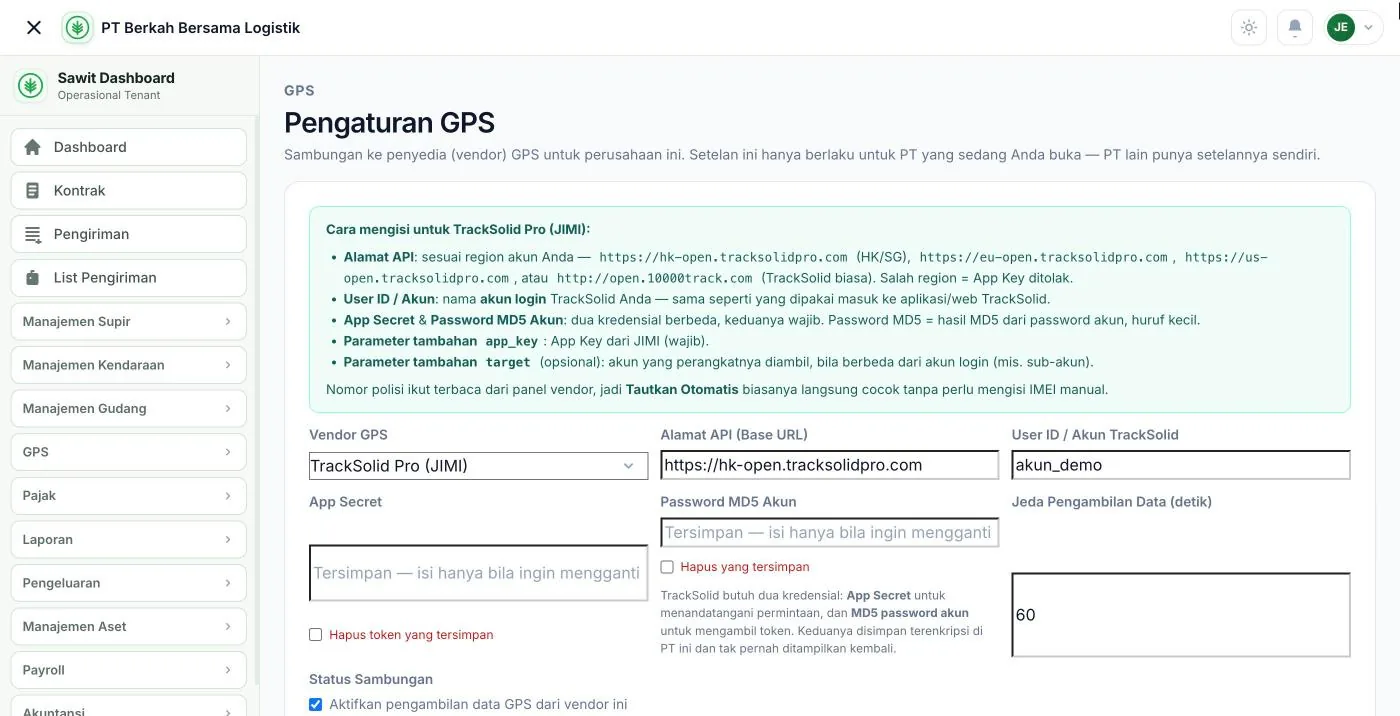 PT Berkah Bersama Logistik
JE
Sawit Dashboard
Operasional Tenant
Dashboard
Kontrak
Pengiriman
List Pengiriman
Manajemen Supir
Manajemen Kendaraan
Manajemen Gudang
GPS
Pajak
Laporan
Pengeluaran
Manajemen Aset
Payroll
Akuntansi
GPS
Pengaturan GPS
Sambungan ke penyedia (vendor) GPS untuk perusahaan ini. Setelan ini hanya berlaku untuk PT yang sedang Anda buka — PT lain punya setelannya sendiri.
Cara mengisi untuk TrackSolid Pro (JIMI):
• Alamat API: sesuai region akun Anda — https://hk-open.tracksolidpro.com (HK/SG), https://eu-open.tracksolidpro.com , https://us-
open.tracksolidpro.com , atau http://open.10000track.com (TrackSolid biasa). Salah region = App Key ditolak.
• User ID / Akun: nama akun login TrackSolid Anda — sama seperti yang dipakai masuk ke aplikasi/web TrackSolid.
• App Secret & Password MD5 Akun: dua kredensial berbeda, keduanya wajib. Password MD5 = hasil MD5 dari password akun, huruf kecil.
• Parameter tambahan app_key : App Key dari JIMI (wajib).
• Parameter tambahan target (opsional): akun yang perangkatnya diambil, bila berbeda dari akun login (mis. sub-akun).
Nomor polisi ikut terbaca dari panel vendor, jadi Tautkan Otomatis biasanya langsung cocok tanpa perlu mengisi IMEI manual.
Vendor GPS
TrackSolid Pro (JIMI)
Alamat API (Base URL)
https://hk-open.tracksolidpro.com
User ID / Akun TrackSolid
akun_demo
App Secret
Tersimpan — isi hanya bila ingin mengganti
Hapus token yang tersimpan
Password MD5 Akun
Tersimpan — isi hanya bila ingin mengganti
Hapus yang tersimpan
TrackSolid butuh dua kredensial: App Secret untuk
menandatangani permintaan, dan MD5 password akun
untuk mengambil token. Keduanya disimpan terenkripsi di
PT ini dan tak pernah ditampilkan kembali.
Jeda Pengambilan Data (detik)
60
Status Sambungan
Aktifkan pengambilan data GPS dari vendor ini